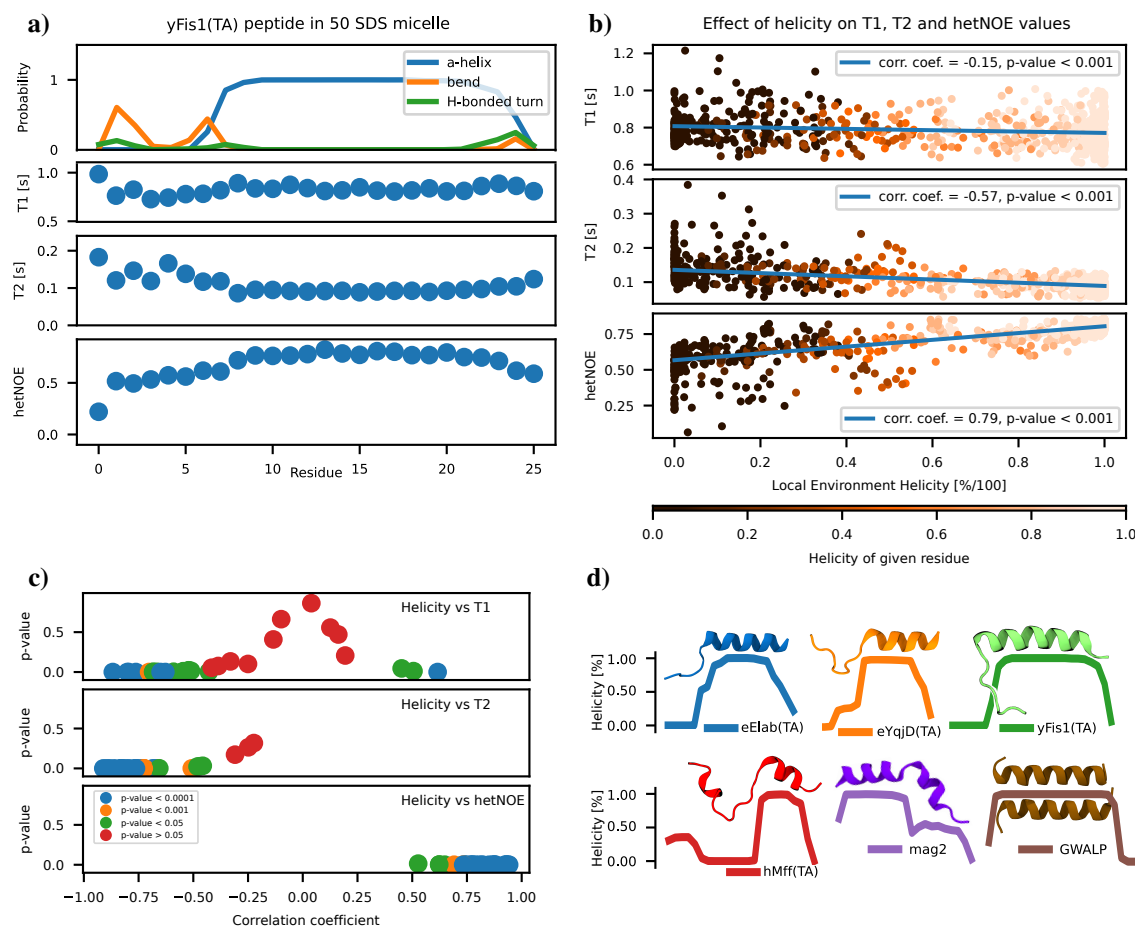 a)
yFis1(TA) peptide in 50 SDS micelle
Probability
1
0
a-helix
bend
H-bonded turn
T1 [s]
1.0
0.5
T2 [s]
0.2
0.1
0.0
hetNOE
0.5
0.0
0 5 10 15 20 25
Residue
b)
Effect of helicity on T1, T2 and hetNOE values
T1 [s]
1.2
1.0
0.8
0.6
corr. coef. = -0.15, p-value < 0.001
T2 [s]
0.4
0.3
0.2
0.1
corr. coef. = -0.57, p-value < 0.001
hetNOE
0.75
0.50
0.25
corr. coef. = 0.79, p-value < 0.001
0.0 0.2 0.4 0.6 0.8 1.0
Local Environment Helicity [%/100]
0.0 0.2 0.4 0.6 0.8 1.0
Helicity of given residue
c)
p-value
0.5
0.0
Helicity vs T1
p-value
0.5
0.0
Helicity vs T2
p-value
0.5
0.0
Helicity vs hetNOE
p-value < 0.0001
p-value < 0.001
p-value < 0.05
p-value > 0.05
−1.00 −0.75 −0.50 −0.25 0.00 0.25 0.50 0.75 1.00
Correlation coefficient
d)
Helicity [%]
1.00
0.50
0.00
eElab(TA)
eYqjD(TA)
yFis1(TA)
Helicity [%]
1.00
0.50
0.00
hMff(TA)
mag2
GWALP